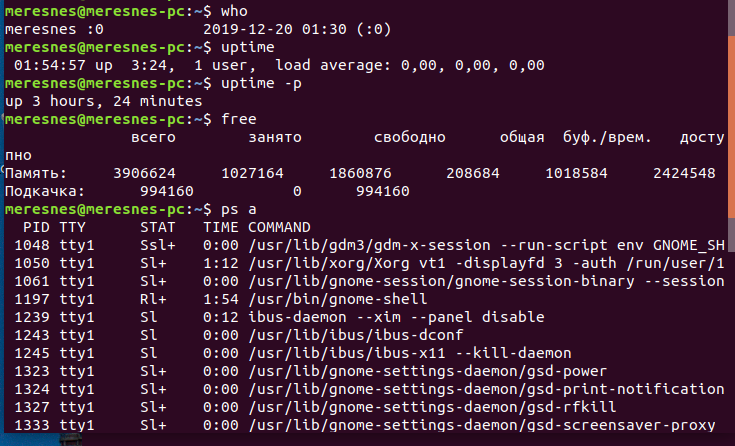 meresnes@meresnes-pc:~$ who
meresnes :0           2019-12-20 01:30 (:0)
meresnes@meresnes-pc:~$ uptime
 01:54:57 up  3:24,  1 user,  load average: 0,00, 0,00, 0,00
meresnes@meresnes-pc:~$ uptime -p
up 3 hours, 24 minutes
meresnes@meresnes-pc:~$ free
              всего        занято        свободно      общая  буф./врем.   досту
пно
Память:     3906624     1027164     1860876      208684     1018584     2424548
Подкачка:      994160           0      994160
meresnes@meresnes-pc:~$ ps a
  PID TTY      STAT   TIME COMMAND
 1048 tty1     Ssl+   0:00 /usr/lib/gdm3/gdm-x-session --run-script env GNOME_SH
 1050 tty1     Sl+    1:12 /usr/lib/xorg/Xorg vt1 -displayfd 3 -auth /run/user/1
 1061 tty1     Sl+    0:00 /usr/lib/gnome-session/gnome-session-binary --session
 1197 tty1     Rl+    1:54 /usr/bin/gnome-shell
 1239 tty1     Sl     0:12 ibus-daemon --xim --panel disable
 1243 tty1     Sl     0:00 /usr/lib/ibus/ibus-dconf
 1245 tty1     Sl     0:00 /usr/lib/ibus/ibus-x11 --kill-daemon
 1323 tty1     Sl+    0:00 /usr/lib/gnome-settings-daemon/gsd-power
 1324 tty1     Sl+    0:00 /usr/lib/gnome-settings-daemon/gsd-print-notification
 1327 tty1     Sl+    0:00 /usr/lib/gnome-settings-daemon/gsd-rfkill
 1333 tty1     Sl+    0:00 /usr/lib/gnome-settings-daemon/gsd-screensaver-proxy